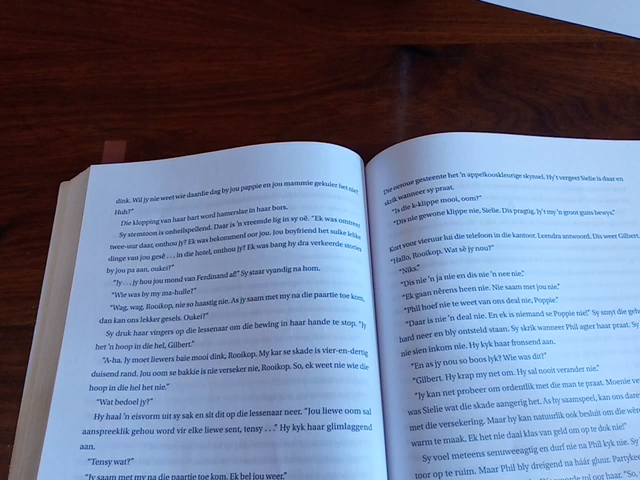 dink. Wil jy nie weet wie daardie dag by jou pappie en jou mammie gekuier het nie?
Huh?"
Die klopping van haar hart word hamerslae in haar bors.
Sy stemtoon is onheilspellend. Daar is 'n vreemde lig in sy oë. "Ek was omtrent
twee-uur daar, onthou jy? Ek was bekommerd oor jou. Jou boyfriend het sulke lelike
dinge van jou gesê . . . in die hotel, onthou jy? Ek was bang hy dra verkeerde stories
by jou pa aan, oukei?"
"Jy . . . jy hou jou mond van Ferdinand af!" Sy staar vyandig na hom.
"Wie was by my ma-hulle?"
"Wag, wag, Rooikop, nie so haastig nie. As jy saam met my na die paartie toe kom,
dan kan ons lekker gesels. Oukei?"
Sy druk haar vingers op die lessenaar om die bewing in haar hande te stop. "Jy
het 'n hoop in die hel, Gilbert."
"A-ha. Jy moet liewers baie mooi dink, Rooikop. My kar se skade is vier-en-dertig
duisend rand. Jou oom se bakkie is nie verseker nie, Rooikop. So, ek weet nie wie die
hoop in die hel het nie."
"Wat bedoel jy?"
Hy haal 'n eisvorm uit sy sak en sit dit op die lessenaar neer. "Jou liewe oom sal
aanspreeklik gehou word vir elke liewe sent, tensy . . ." Hy kyk haar glimlaggend
aan.
"Tensy wat?"
"Jy saam met my na die paartie toe kom. Ek bel jou weer."
Die oeroue gesteente het 'n appelkooskleurige skynsel. Hy't vergeet Sielie is daar en
skrik wanneer sy praat.
"Is die k-klippe mooi, oom?"
"Dis nie gewone klippe nie, Sielie. Dis pragtig, hy't my'n groot guns bewys."
Kort voor vieruur lui die telefoon in die kantoor. Leendra antwoord. Dis weer Gilbert.
"Hallo, Rooikop. Wat sê jy nou?"
"Niks."
"Dis nie 'n ja nie en dis nie 'n nee nie."
"Ek gaan nêrens heen nie. Nie saam met jou nie."
"Phil hoef nie te weet van ons deal nie, Poppie."
"Daar is nie 'n deal nie. En ek is niemand se Poppie nie!" Sy smyt die
hard neer en bly ontsteld staan. Sy skrik wanneer Phil agter haar praat. Sy
nie sien inkom nie. Hy kyk haar fronsend aan.
"En as jy nou so boos lyk? Wie was dit?"
"Gilbert. Hy krap my net om. Hy sal nooit verander nie."
"Jy kan net probeer om ordentlik met die man te praat. Moenie
was Sielie wat die skade aangerig het. As hy saamspeel, kan ons
met die versekering. Maar hy kan natuurlik ook besluit om die
warm te maak. Ek het nie daal klas van geld om op te dok nie!"
Sy voel meteens senuweeagtig en durf nie na Phil kyk nie. Sy
toor op te ruim. Maar Phil bly dreigend na háár gluur.